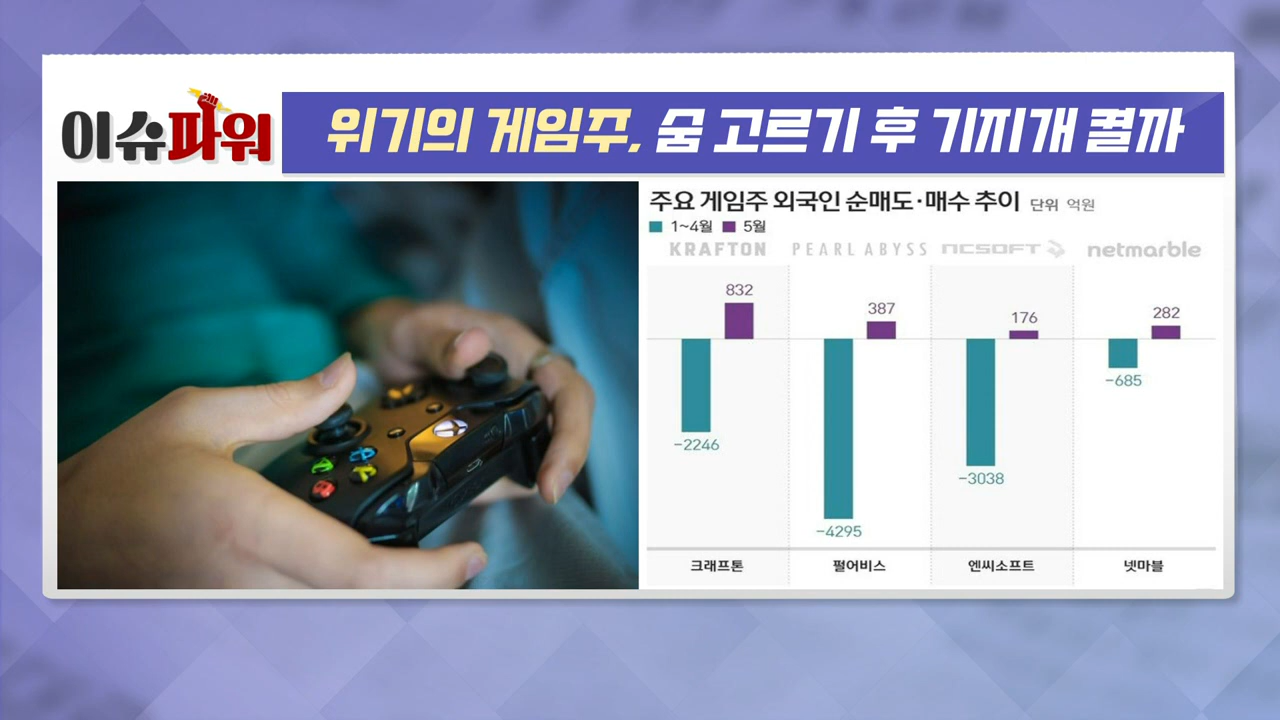 이슈파워
위기의 게임주, 숨 고르기 후 기지개 켤까
주요 게임주 외국인 순매도·매수 추이 단위 억원
1~4월 5월
KRAFTON PEARL ABYSS NCSOFT netmarble
832 387 176 282
-2246 -4295 -3038 -685
크래프톤 펄어비스 엔씨소프트 넷마블